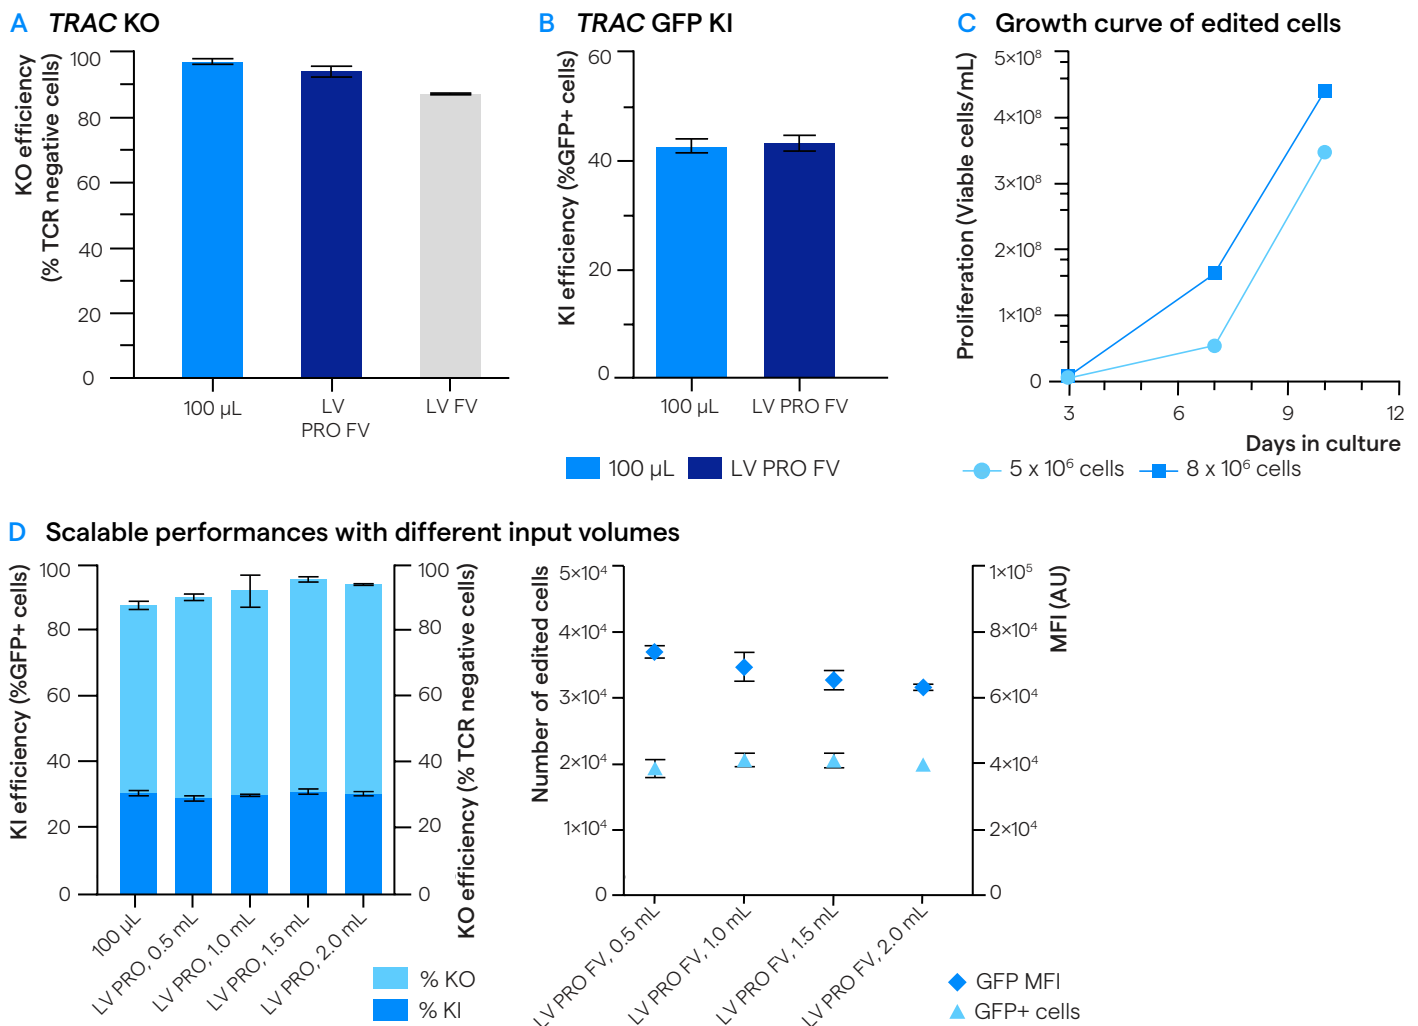 A TRAC KO
KO efficiency
(% TCR negative cells)
100
80
60
40
20
0
100 µL
LV
PRO FV
LV FV
B TRAC GFP KI
KI efficiency (%GFP+ cells)
60
40
20
0
100 µL
LV PRO FV
100 µL
LV PRO FV
C Growth curve of edited cells
Proliferation (Viable cells/mL)
5×10⁸
4×10⁸
3×10⁸
2×10⁸
1×10⁸
0
3
6
9
12
Days in culture
5 x 10⁶ cells
8 x 10⁶ cells
D Scalable performances with different input volumes
KI efficiency (%GFP+ cells)
100
80
60
40
20
0
100
80
60
40
20
0
KO efficiency (% TCR negative cells)
100 µL
LV PRO, 0.5 mL
LV PRO, 1.0 mL
LV PRO, 1.5 mL
LV PRO, 2.0 mL
% KO
% KI
Number of edited cells
5×10⁴
4×10⁴
3×10⁴
2×10⁴
1×10⁴
0
1×10⁵
8×10⁴
6×10⁴
4×10⁴
2×10⁴
0
MFI (AU)
LV PRO FV, 0.5 mL
LV PRO FV, 1.0 mL
LV PRO FV, 1.5 mL
LV PRO FV, 2.0 mL
GFP MFI
GFP+ cells